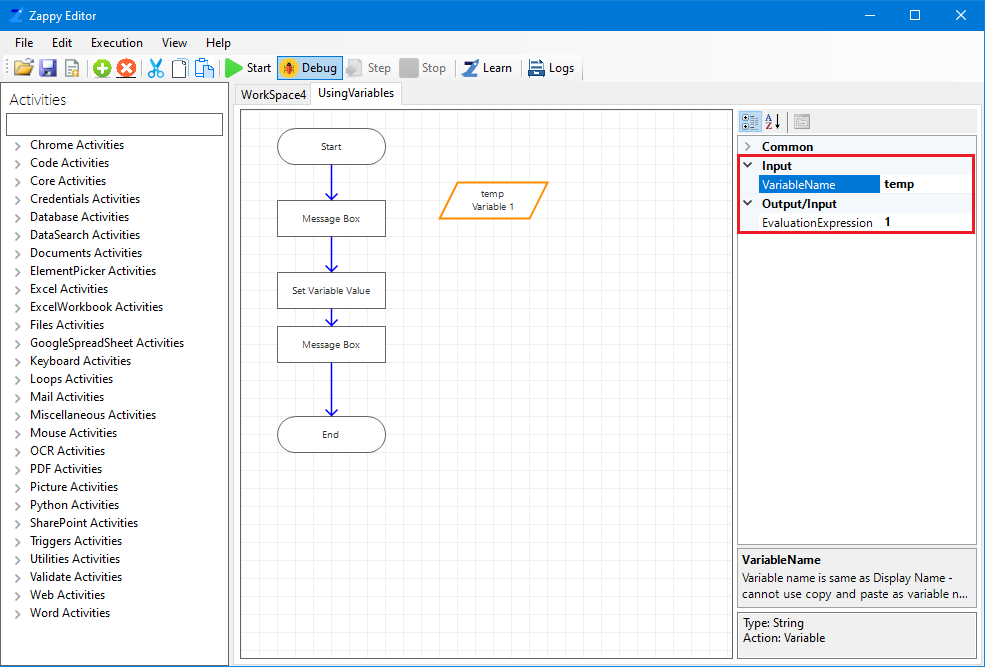 Zappy Editor
File Edit Execution View Help
Start Debug Step Stop Learn Logs
Activities
Chrome Activities
Code Activities
Core Activities
Credentials Activities
Database Activities
DataSearch Activities
Documents Activities
ElementPicker Activities
Excel Activities
ExcelWorkbook Activities
Files Activities
GoogleSpreadSheet Activities
Keyboard Activities
Loops Activities
Mail Activities
Miscellaneous Activities
Mouse Activities
OCR Activities
PDF Activities
Picture Activities
Python Activities
SharePoint Activities
Triggers Activities
Utilities Activities
Validate Activities
Web Activities
Word Activities
WorkSpace4 UsingVariables
Start
Message Box
Set Variable Value
Message Box
End
temp
Variable 1
A
Z
Common
Input
VariableName temp
Output/Input
EvaluationExpression 1
VariableName
Variable name is same as Display Name -
cannot use copy and paste as variable n...
Type: String
Action: Variable